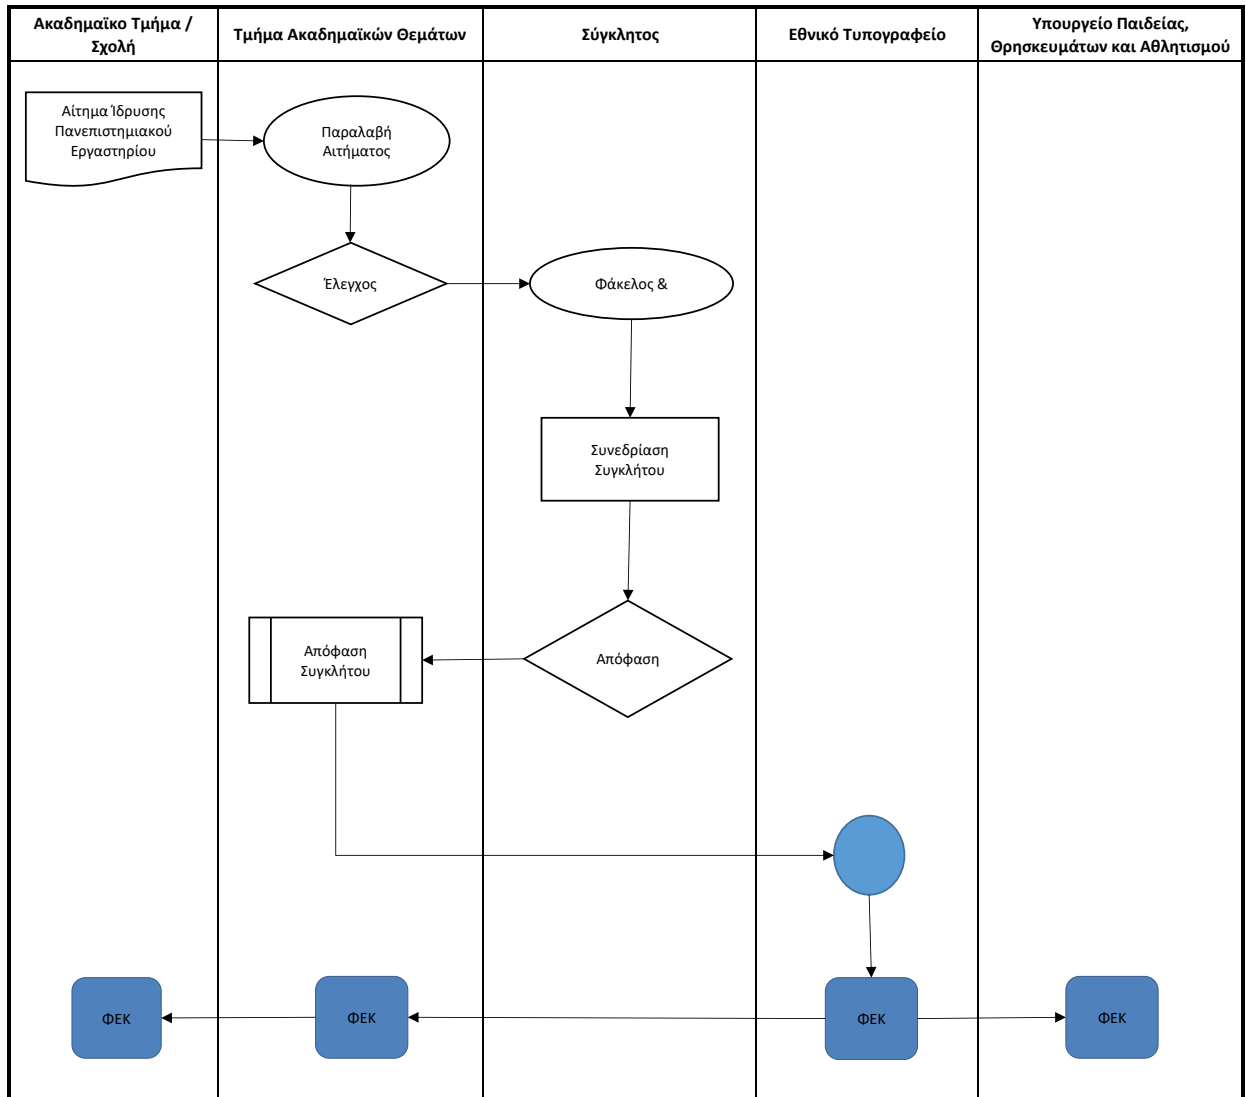 Ακαδημαϊκο Τμήμα /
Σχολή
Τμήμα Ακαδημαϊκών Θεμάτων
Σύγκλητος
Εθνικό Τυπογραφείο
Υπουργείο Παιδείας,
Θρησκευμάτων και Αθλητισμού
Αίτημα Ίδρυσης
Πανεπιστημιακού
Εργαστηρίου
Παραλαβή
Αιτήματος
Έλεγχος
Φάκελος &
Συνεδρίαση
Συγκλήτου
Απόφαση
Συγκλήτου
Απόφαση
ΦΕΚ
ΦΕΚ
ΦΕΚ
ΦΕΚ